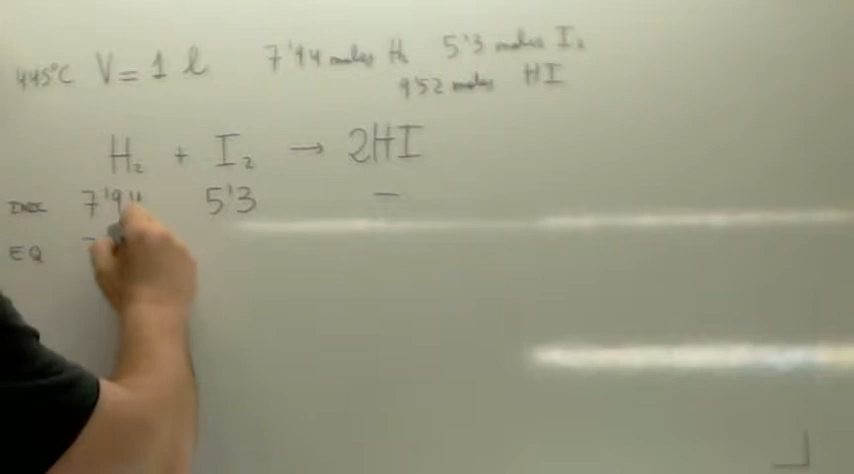 445°C V = 1 l 7'94 moles H₂ 5'3 moles I₂
9'52 moles HI
H₂ + I₂ → 2HI
7'94 5'3 –
EQ